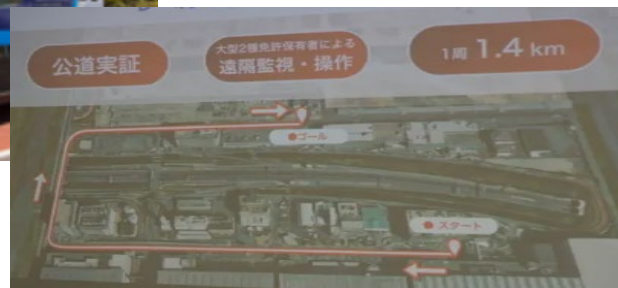 公道実証
大型2種免許保有者による
遠隔監視・操作
1周 1.4 km
ゴール
スタート